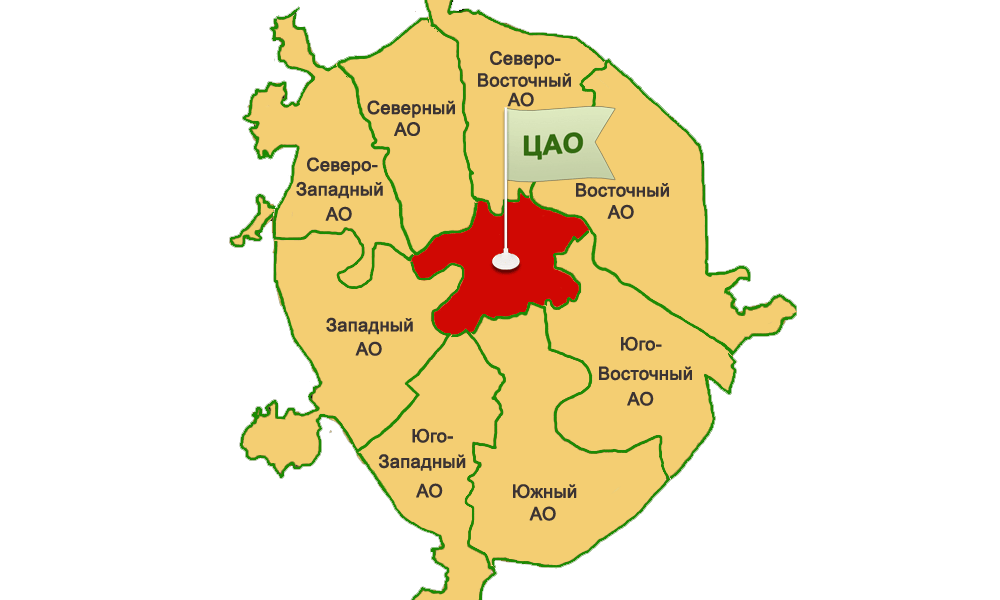 Северо-
Восточный
АО
Северный
АО
ЦАО
Северо-
Западный
АО
Восточный
АО
Западный
АО
Юго-
Восточный
АО
Юго-
Западный
АО
Южный
АО